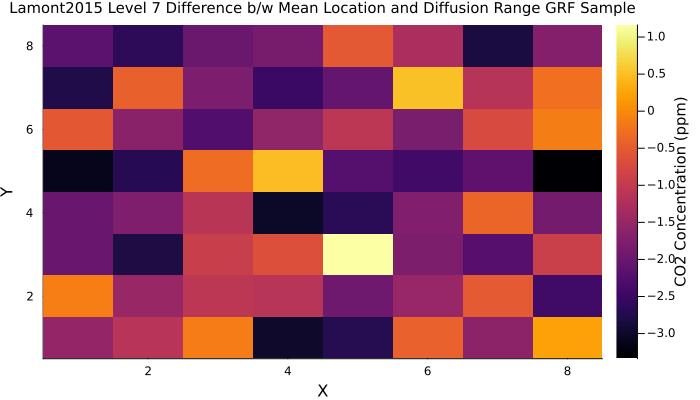 Lamont2015 Level 7 Difference b/w Mean Location and Diffusion Range GRF Sample
8
6
4
2
Y
2 4 6 8
X
1.0
0.5
0
−0.5
−1.0
−1.5
−2.0
−2.5
−3.0
CO2 Concentration (ppm)